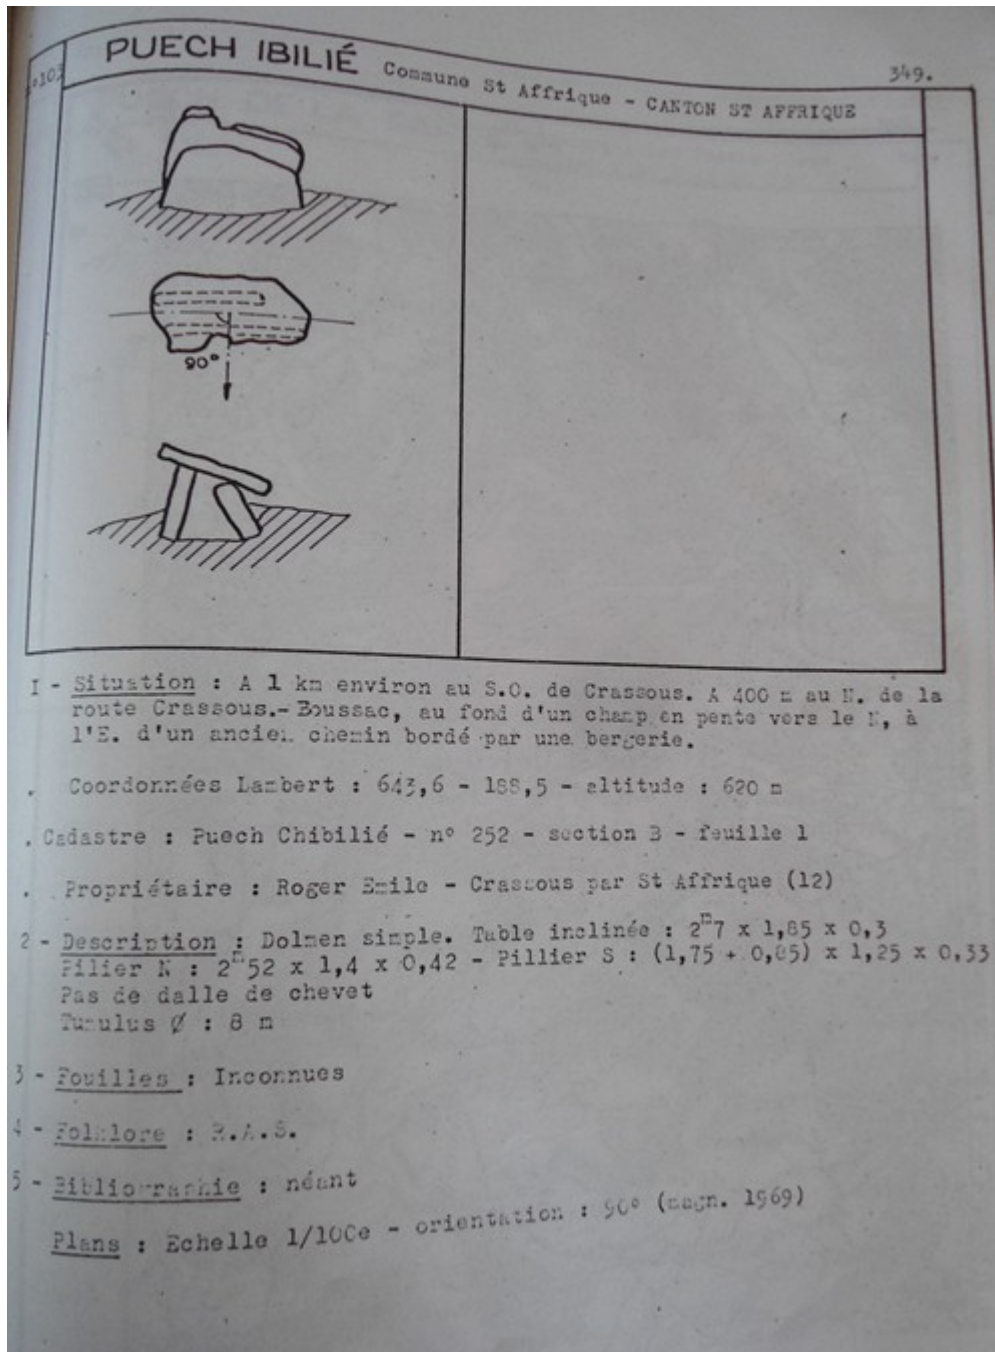 PUECH IBILIÉ Commune St Affrique - CANTON ST AFFRIQUE
349.
90°
I - Situation : A 1 km environ au S.O. de Crassous. A 400 m au N. de la
route Crassous.- Boussac, au fond d'un champ en pente vers le N, à
l'E. d'un ancien chemin bordé par une bergerie.
. Coordonnées Lambert : 643,6 - 188,5 - altitude : 620 m
. Cadastre : Puech Chibilié - n° 252 - section B - feuille 1
. Propriétaire : Roger Emile - Crassous par St Affrique (12)
2 - Description : Dolmen simple. Table inclinée : 2m7 x 1,85 x 0,3
Pilier N : 2m52 x 1,4 x 0,42 - Pillier S : (1,75 + 0,85) x 1,25 x 0,33
Pas de dalle de chevet
Tumulus Ø : 8 m
3 - Fouilles : Inconnues
4 - Folklore : R.A.S.
5 - Bibliographie : néant
Plans : Echelle 1/100e - orientation : 90° (magn. 1969)